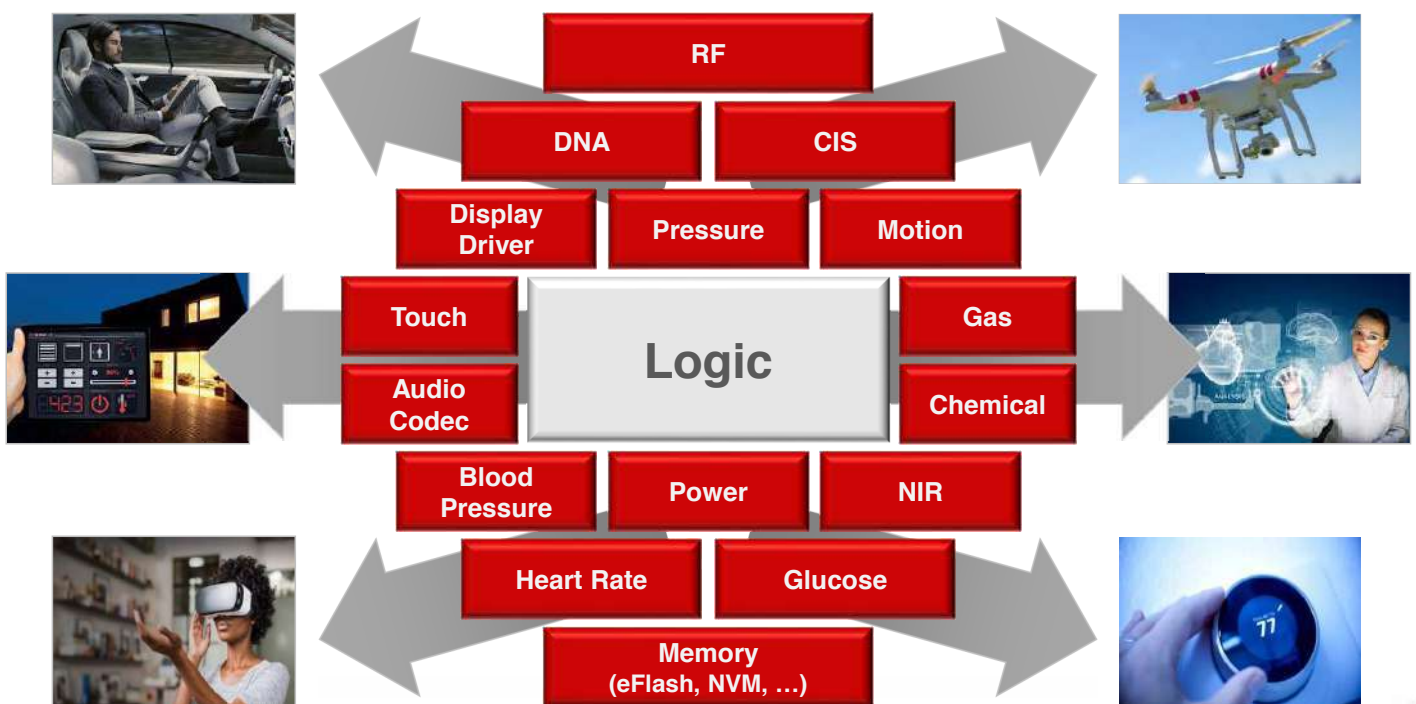 RF
DNA
CIS
Display
Driver
Pressure
Motion
Touch
Logic
Gas
Audio
Codec
Chemical
Blood
Pressure
Power
NIR
Heart Rate
Glucose
Memory
(eFlash, NVM, …)
ANALYSIS
423
77